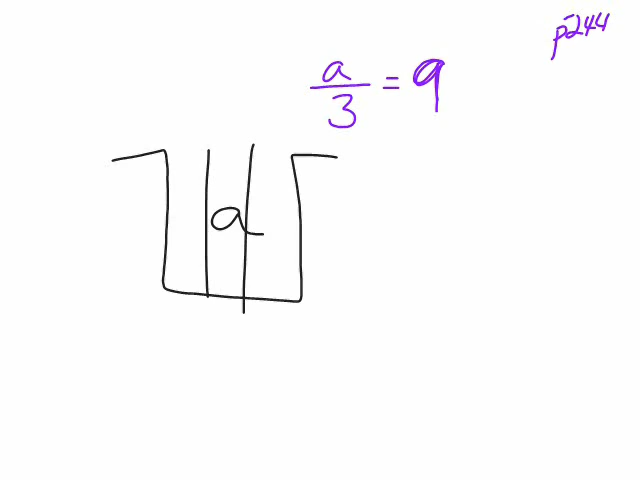 p244
a/3 = 9
a